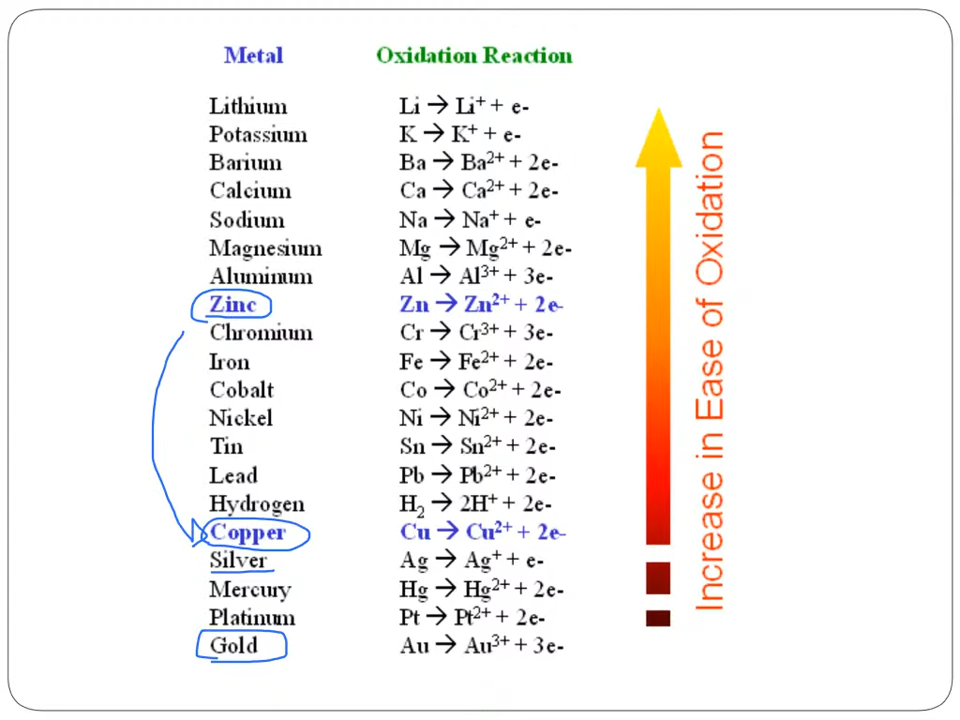 Metal Oxidation Reaction
Lithium Li → Li⁺ + e-
Potassium K → K⁺ + e-
Barium Ba → Ba²⁺ + 2e-
Calcium Ca → Ca²⁺ + 2e-
Sodium Na → Na⁺ + e-
Magnesium Mg → Mg²⁺ + 2e-
Aluminum Al → Al³⁺ + 3e-
Zinc Zn → Zn²⁺ + 2e-
Chromium Cr → Cr³⁺ + 3e-
Iron Fe → Fe²⁺ + 2e-
Cobalt Co → Co²⁺ + 2e-
Nickel Ni → Ni²⁺ + 2e-
Tin Sn → Sn²⁺ + 2e-
Lead Pb → Pb²⁺ + 2e-
Hydrogen H₂ → 2H⁺ + 2e-
Copper Cu → Cu²⁺ + 2e-
Silver Ag → Ag⁺ + e-
Mercury Hg → Hg²⁺ + 2e-
Platinum Pt → Pt²⁺ + 2e-
Gold Au → Au³⁺ + 3e-
Increase in Ease of Oxidation